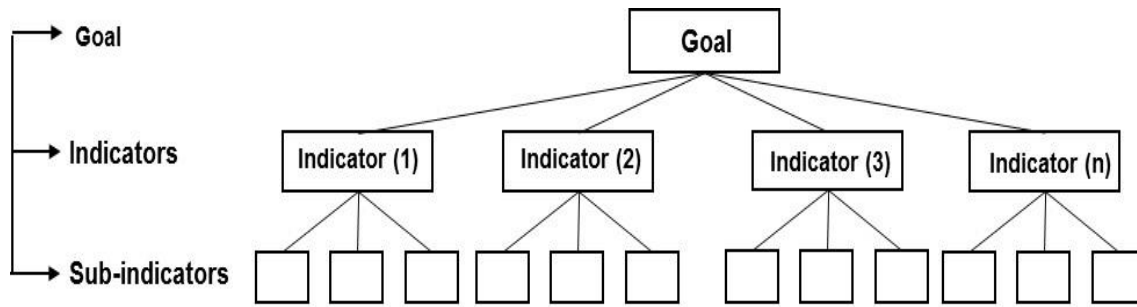 Goal
Goal
Indicators
Indicator (1)
Indicator (2)
Indicator (3)
Indicator (n)
Sub-indicators